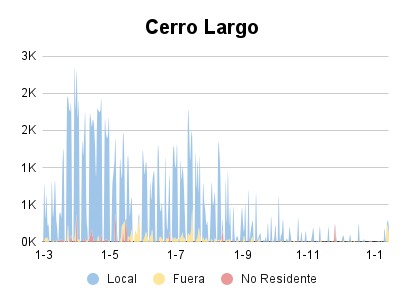 Cerro Largo
3K
2K
2K
1K
1K
0K
1-3 1-5 1-7 1-9 1-11 1-1
Local Fuera No Residente